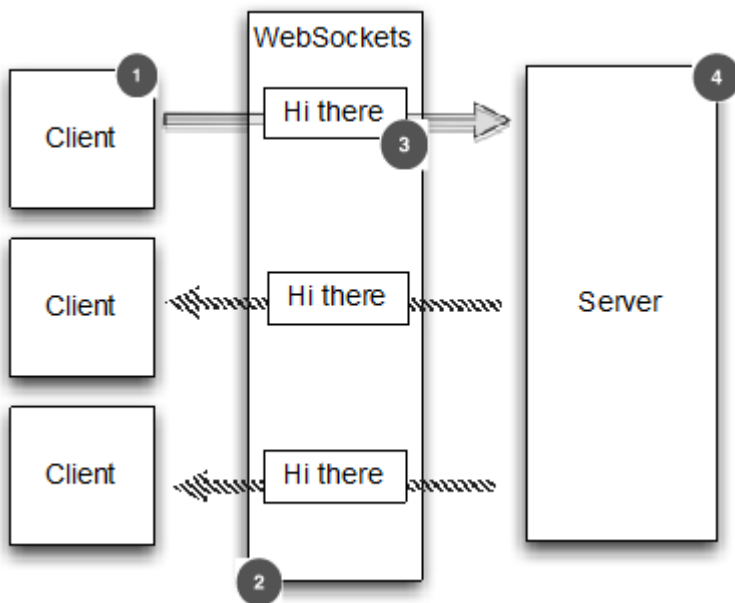 WebSockets
1
4
Client
Hi there
3
Client
Hi there
Server
Client
Hi there
2